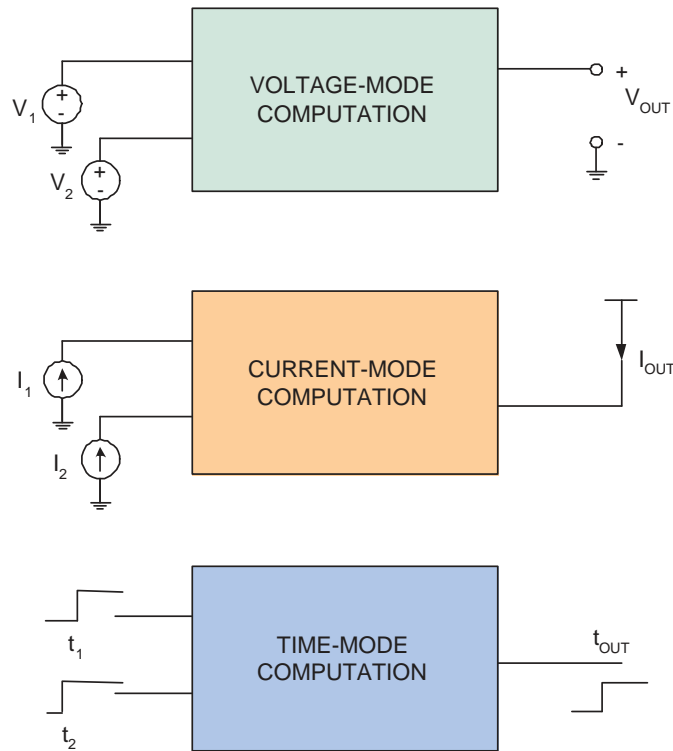 VOLTAGE-MODE
COMPUTATION
V1
+
-
V2
+
-
+
VOUT
-
CURRENT-MODE
COMPUTATION
I1
I2
IOUT
TIME-MODE
COMPUTATION
t1
t2
tOUT